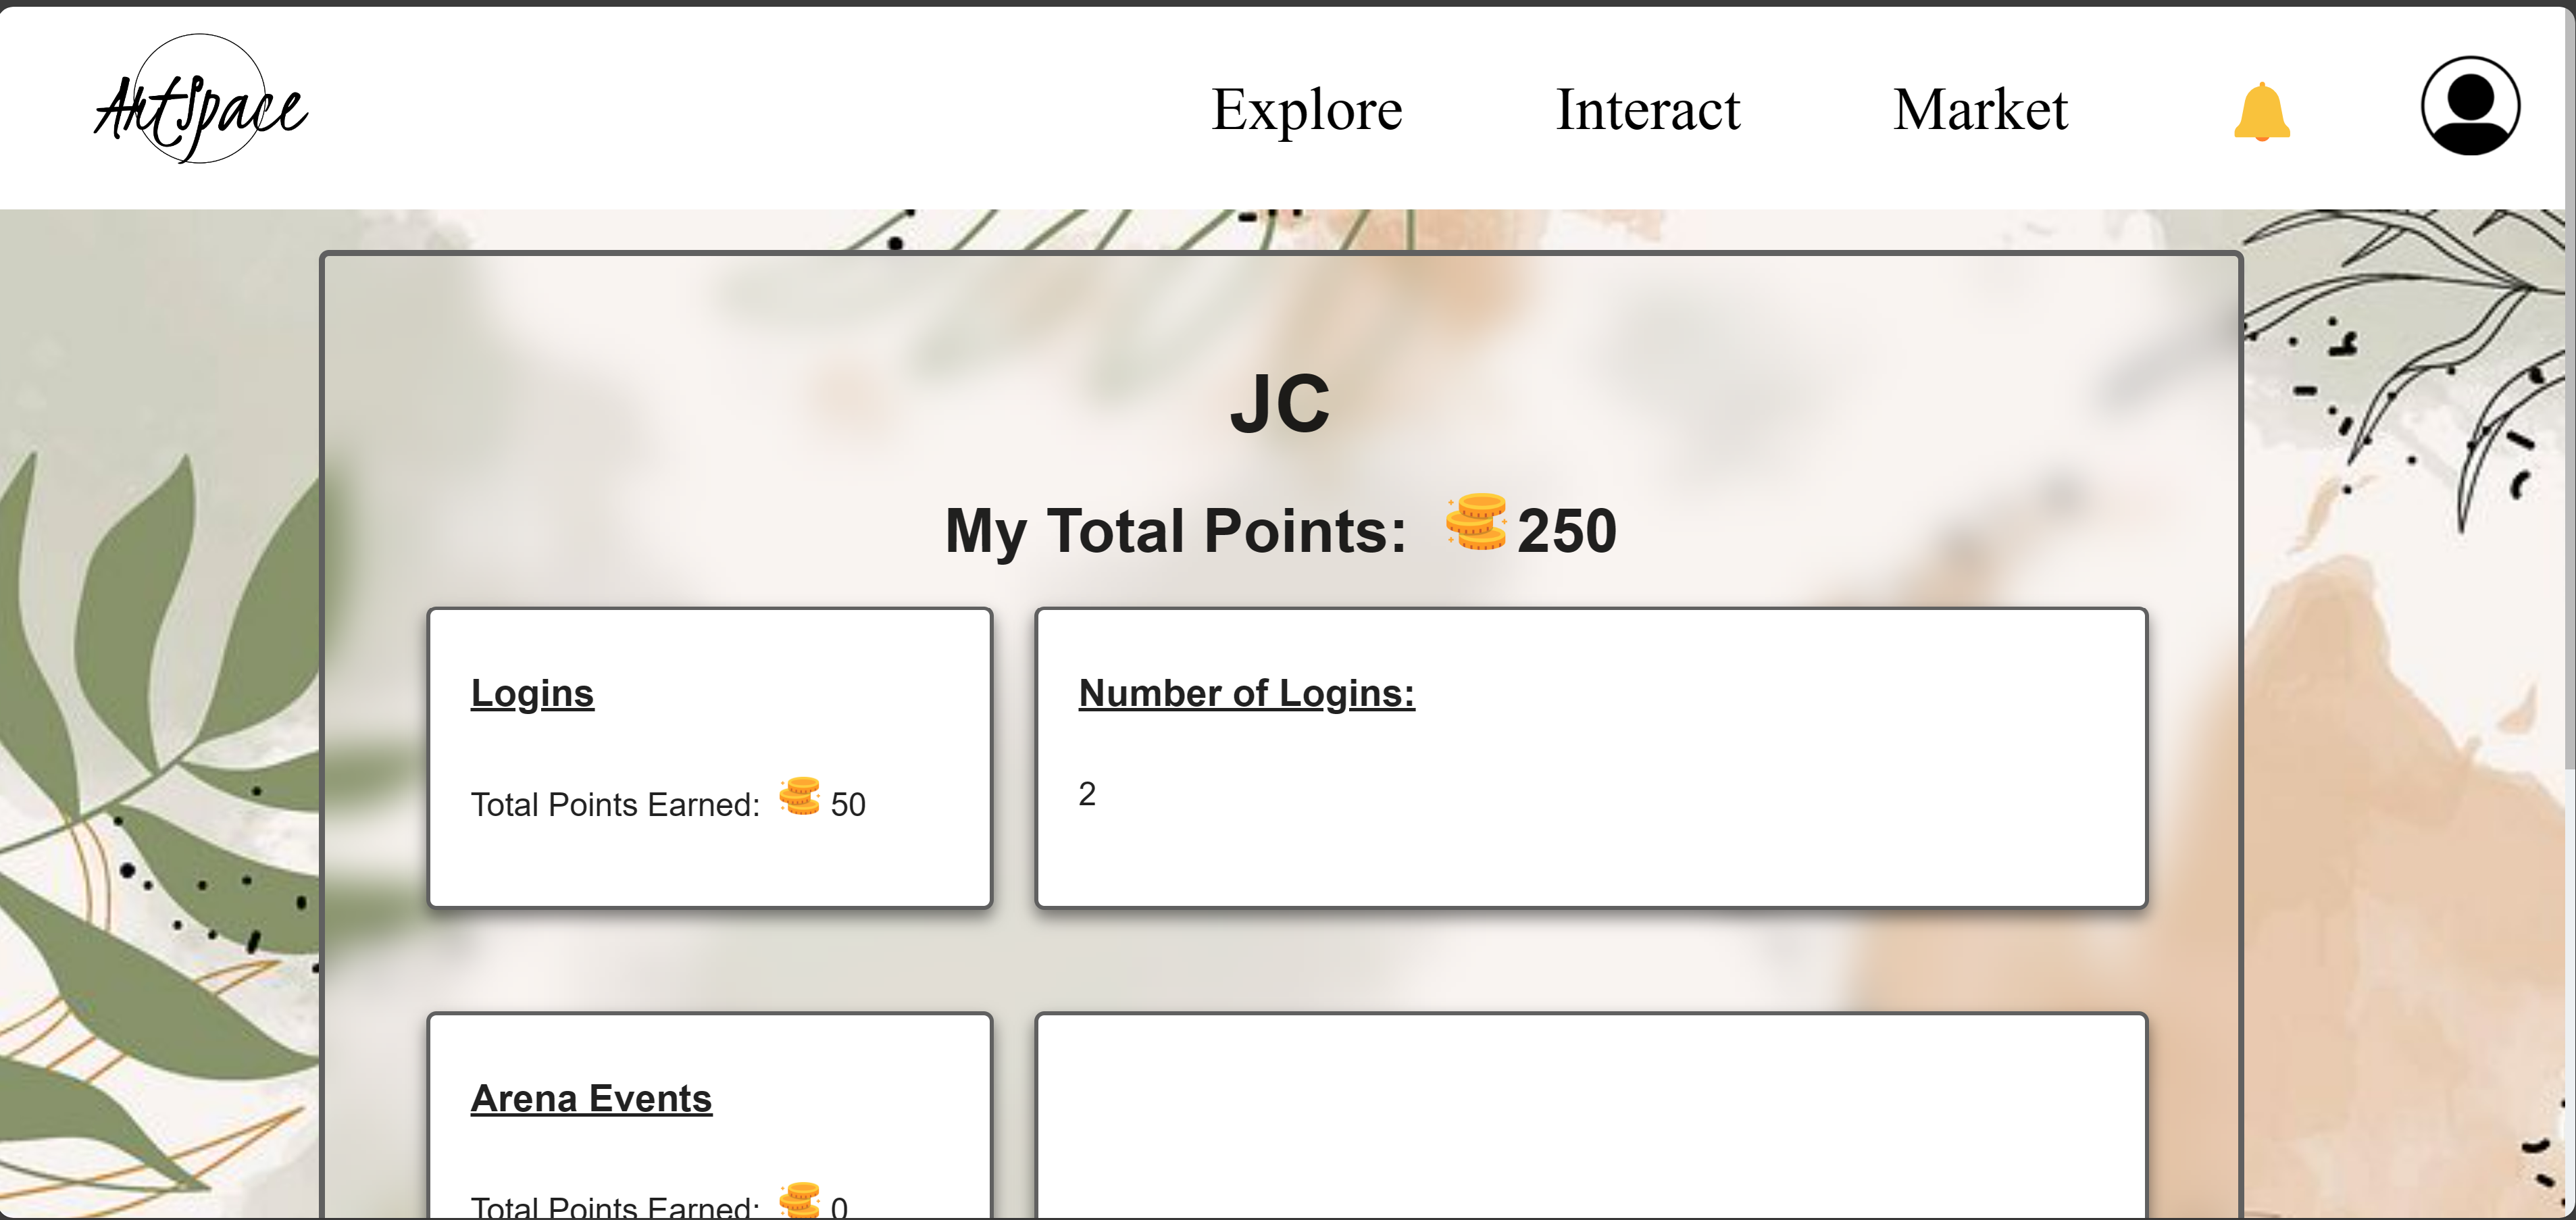 ArtSpace
Explore Interact Market
JC
My Total Points: 250
Logins
Total Points Earned: 50
Number of Logins:
2
Arena Events
Total Points Earned: 0